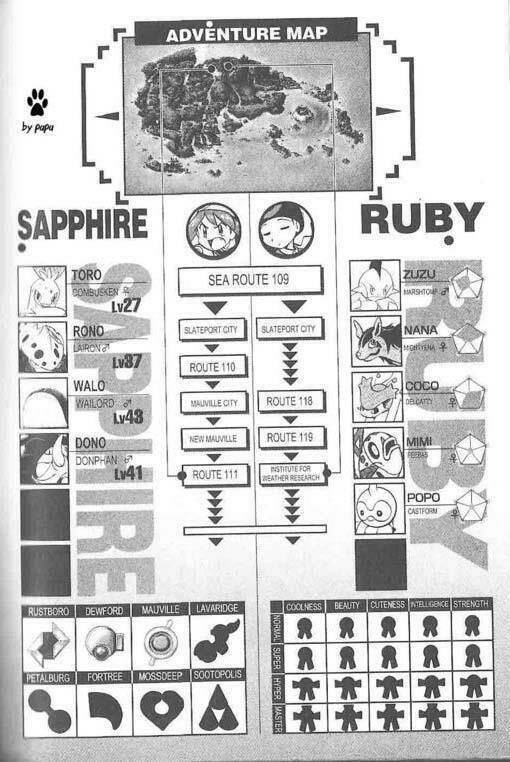 ADVENTURE MAP
by papu
SAPPHIRE
RUBY
SEA ROUTE 109
TORO
COMBUSKEN ♀
Lv27
RONO
LAIRON ♂
Lv37
WALO
WAILORD ♂
Lv43
DONO
DONPHAN ♂
Lv41
SAPPHIRE
SLATEPORT CITY
ROUTE 110
MAUVILLE CITY
NEW MAUVILLE
ROUTE 111
SLATEPORT CITY
ROUTE 118
ROUTE 119
INSTITUTE FOR
WEATHER RESEARCH
ZUZU
MARSHTOMP ♂
NANA
MIGHTYENA ♀
COCO
DELCATTY ♀
MIMI
FEEBAS ♀
POPO
CASTFORM ♀
RUBY
RUSTBORO DEWFORD MAUVILLE LAVARIDGE
PETALBURG FORTREE MOSSDEEP SOOTOPOLIS
COOLNESS BEAUTY CUTENESS INTELLIGENCE STRENGTH
NORMAL
SUPER
HYPER
MASTER